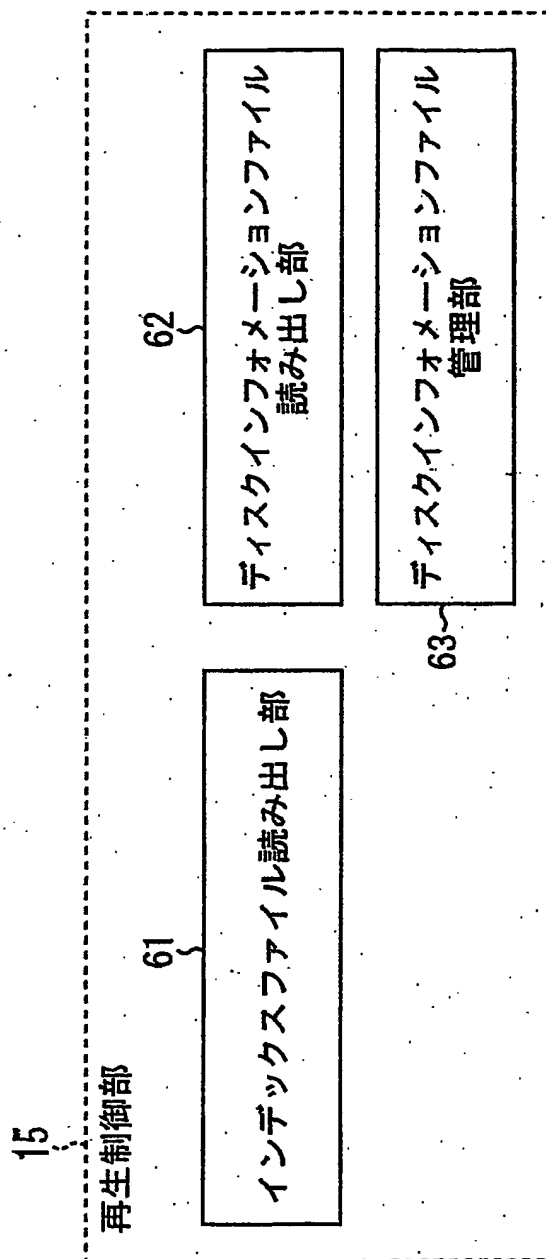 15
再生制御部
61
インデックスファイル読み出し部
62
ディスクインフォメーションファイル
読み出し部
63
ディスクインフォメーションファイル
管理部